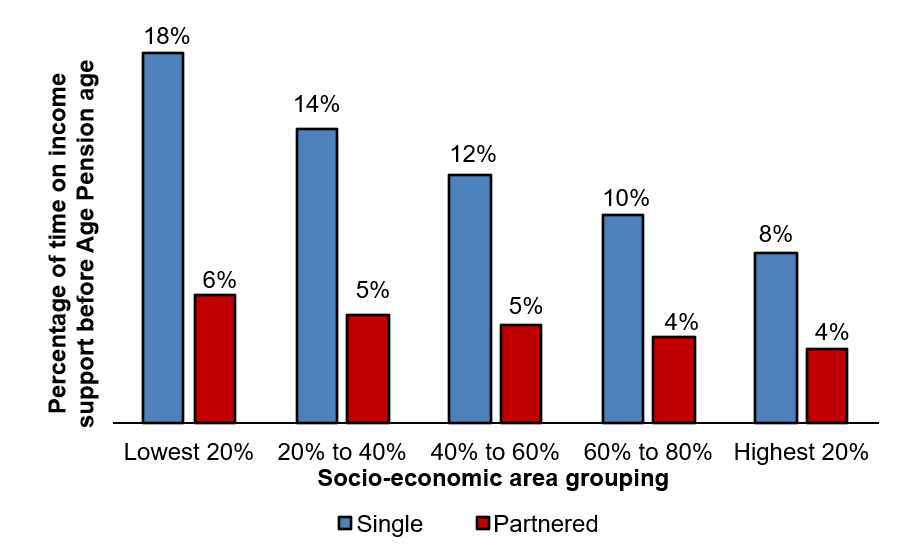 Percentage of time on income
support before Age Pension age
18%
6%
14%
5%
12%
5%
10%
4%
8%
4%
Lowest 20%
20% to 40%
40% to 60%
60% to 80%
Highest 20%
Socio-economic area grouping
Single
Partnered